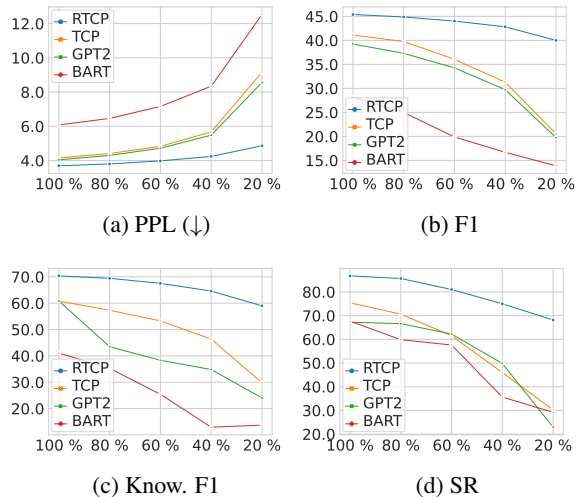 12.0
10.0
8.0
6.0
4.0
RTCP
TCP
GPT2
BART
100 % 80 % 60 % 40 % 20 %
(a) PPL (↓)
45.0
40.0
35.0
30.0
25.0
20.0
15.0
RTCP
TCP
GPT2
BART
100 % 80 % 60 % 40 % 20 %
(b) F1
70.0
60.0
50.0
40.0
30.0
20.0
RTCP
TCP
GPT2
BART
100 % 80 % 60 % 40 % 20 %
(c) Know. F1
80.0
70.0
60.0
50.0
40.0
30.0
20.0
RTCP
TCP
GPT2
BART
100 % 80 % 60 % 40 % 20 %
(d) SR